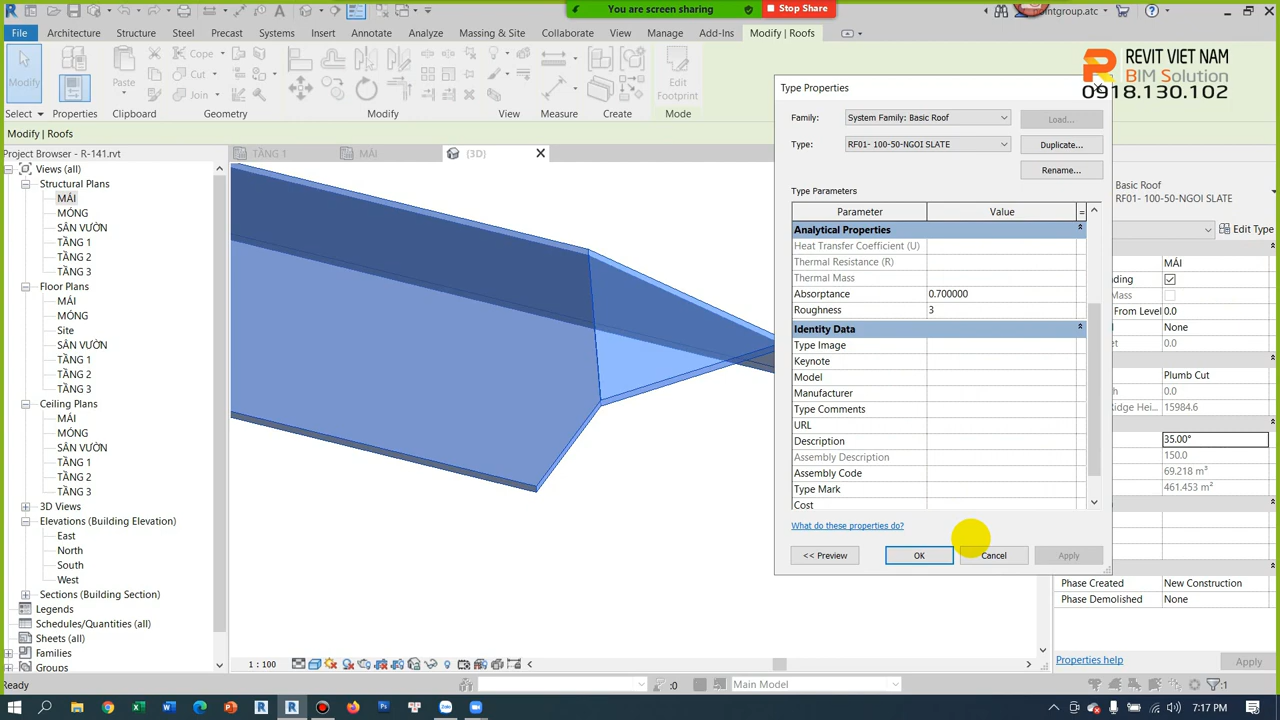 You are screen sharing
Stop Share
File
Architecture
Structure
Steel
Precast
Systems
Insert
Annotate
Analyze
Massing & Site
Collaborate
View
Manage
Add-Ins
Modify | Roofs
Modify
Paste
Cope
Cut
Join
Edit
Footprint
Select
Properties
Geometry
Modify
View
Measure
Create
Mode
REVIT VIET NAM
BIM Solution
0918.130.102
Modify | Roofs
Project Browser - R-141.rvt
Views (all)
Structural Plans
MÁI
MÓNG
SÂN VƯỜN
TẦNG 1
TẦNG 2
TẦNG 3
Floor Plans
MÁI
MÓNG
Site
SÂN VƯỜN
TẦNG 1
TẦNG 2
TẦNG 3
Ceiling Plans
MÁI
MÓNG
SÂN VƯỜN
TẦNG 1
TẦNG 2
TẦNG 3
3D Views
Elevations (Building Elevation)
East
North
South
West
Sections (Building Section)
Legends
Schedules/Quantities (all)
Sheets (all)
Families
Groups
TẦNG 1
MÁI
{3D}
Type Properties
Family:
System Family: Basic Roof
Load...
Type:
RF01- 100-50-NGOI SLATE
Duplicate...
Rename...
Type Parameters
Parameter
Value
=
Analytical Properties
Heat Transfer Coefficient (U)
Thermal Resistance (R)
Thermal Mass
Absorptance
0.700000
Roughness
3
Identity Data
Type Image
Keynote
Model
Manufacturer
Type Comments
URL
Description
Assembly Description
Assembly Code
Type Mark
Cost
What do these properties do?
<< Preview
OK
Cancel
Apply
Basic Roof
RF01- 100-50-NGOI SLATE
Edit Type
MÁI
From Level
0.0
None
0.0
Plumb Cut
0.0
15984.6
35.00°
150.0
69.218 m³
461.453 m²
Phase Created
New Construction
Phase Demolished
None
Properties help
Apply
1 : 100
Ready
:0
Main Model
:1
7:17 PM